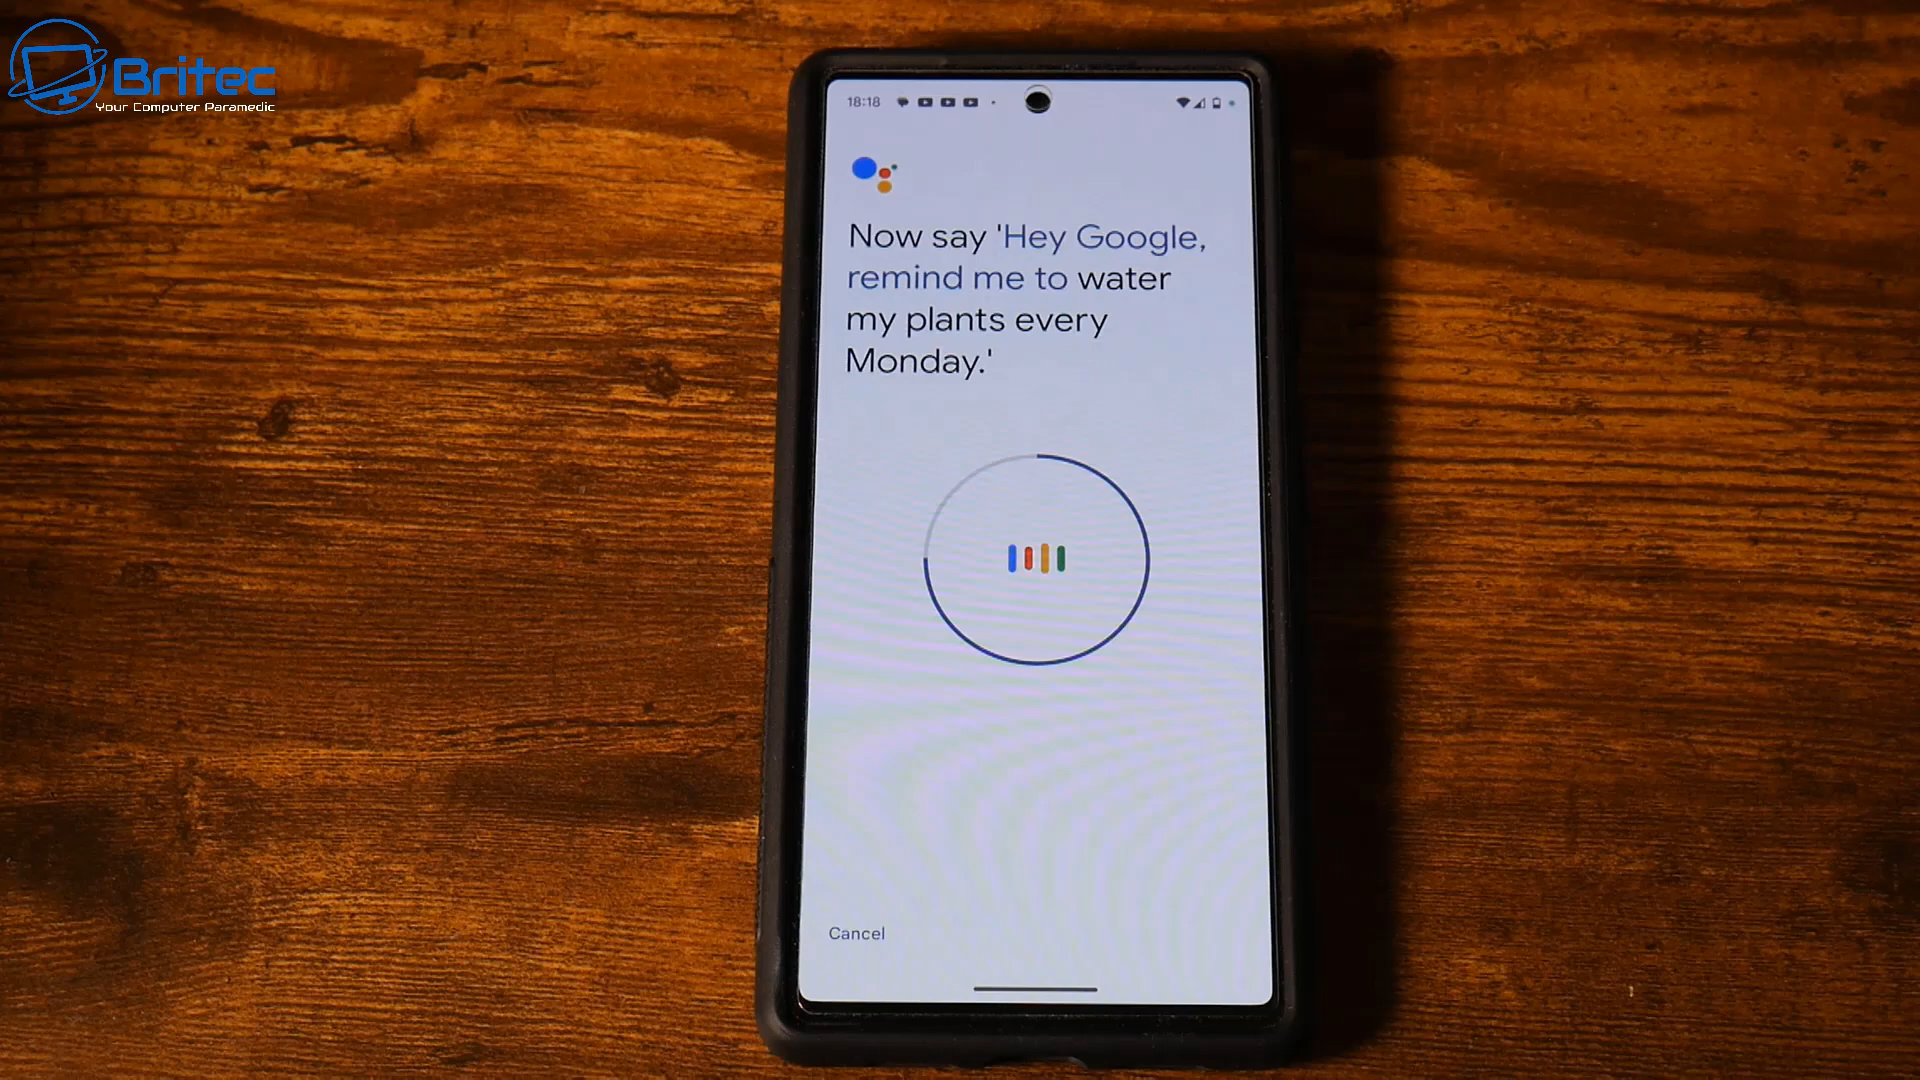 Britec
Your Computer Paramedic
18:18
Now say 'Hey Google,
remind me to water
my plants every
Monday.'
Cancel